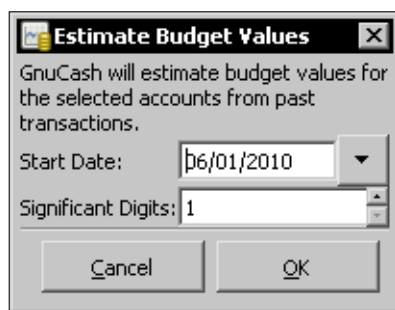 Estimate Budget Values
GnuCash will estimate budget values for
the selected accounts from past
transactions.
Start Date: 06/01/2010
Significant Digits: 1
Cancel OK